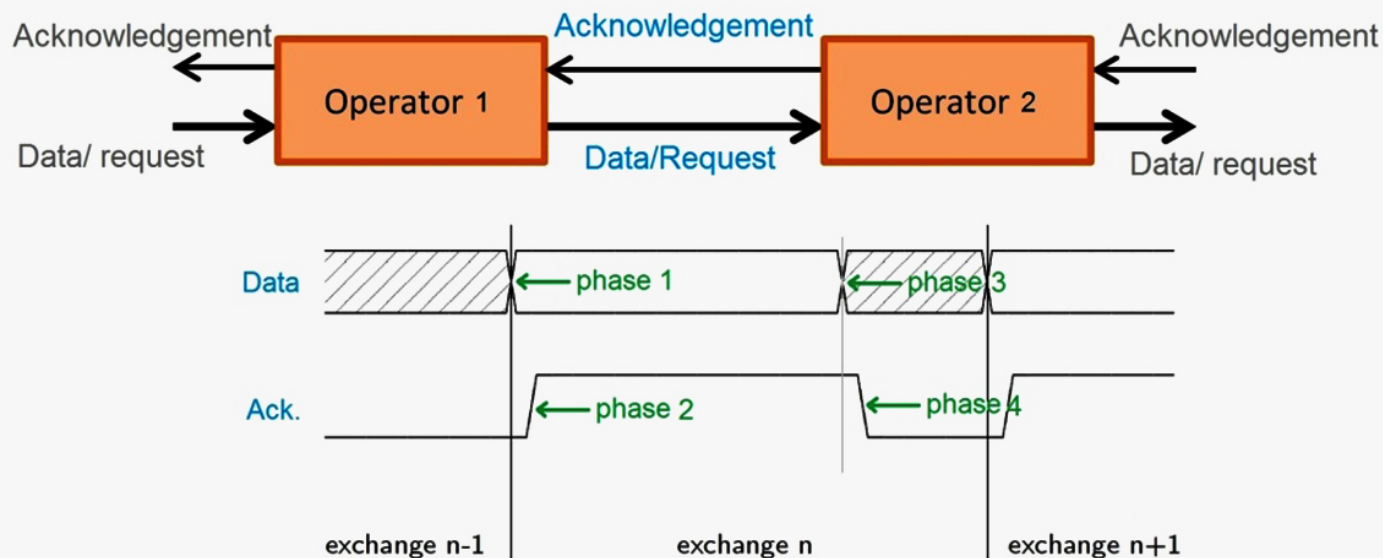 Acknowledgement
Acknowledgement
Acknowledgement
Operator 1
Operator 2
Data/ request
Data/Request
Data/ request
Data
phase 1
phase 3
Ack.
phase 2
phase 4
exchange n-1
exchange n
exchange n+1